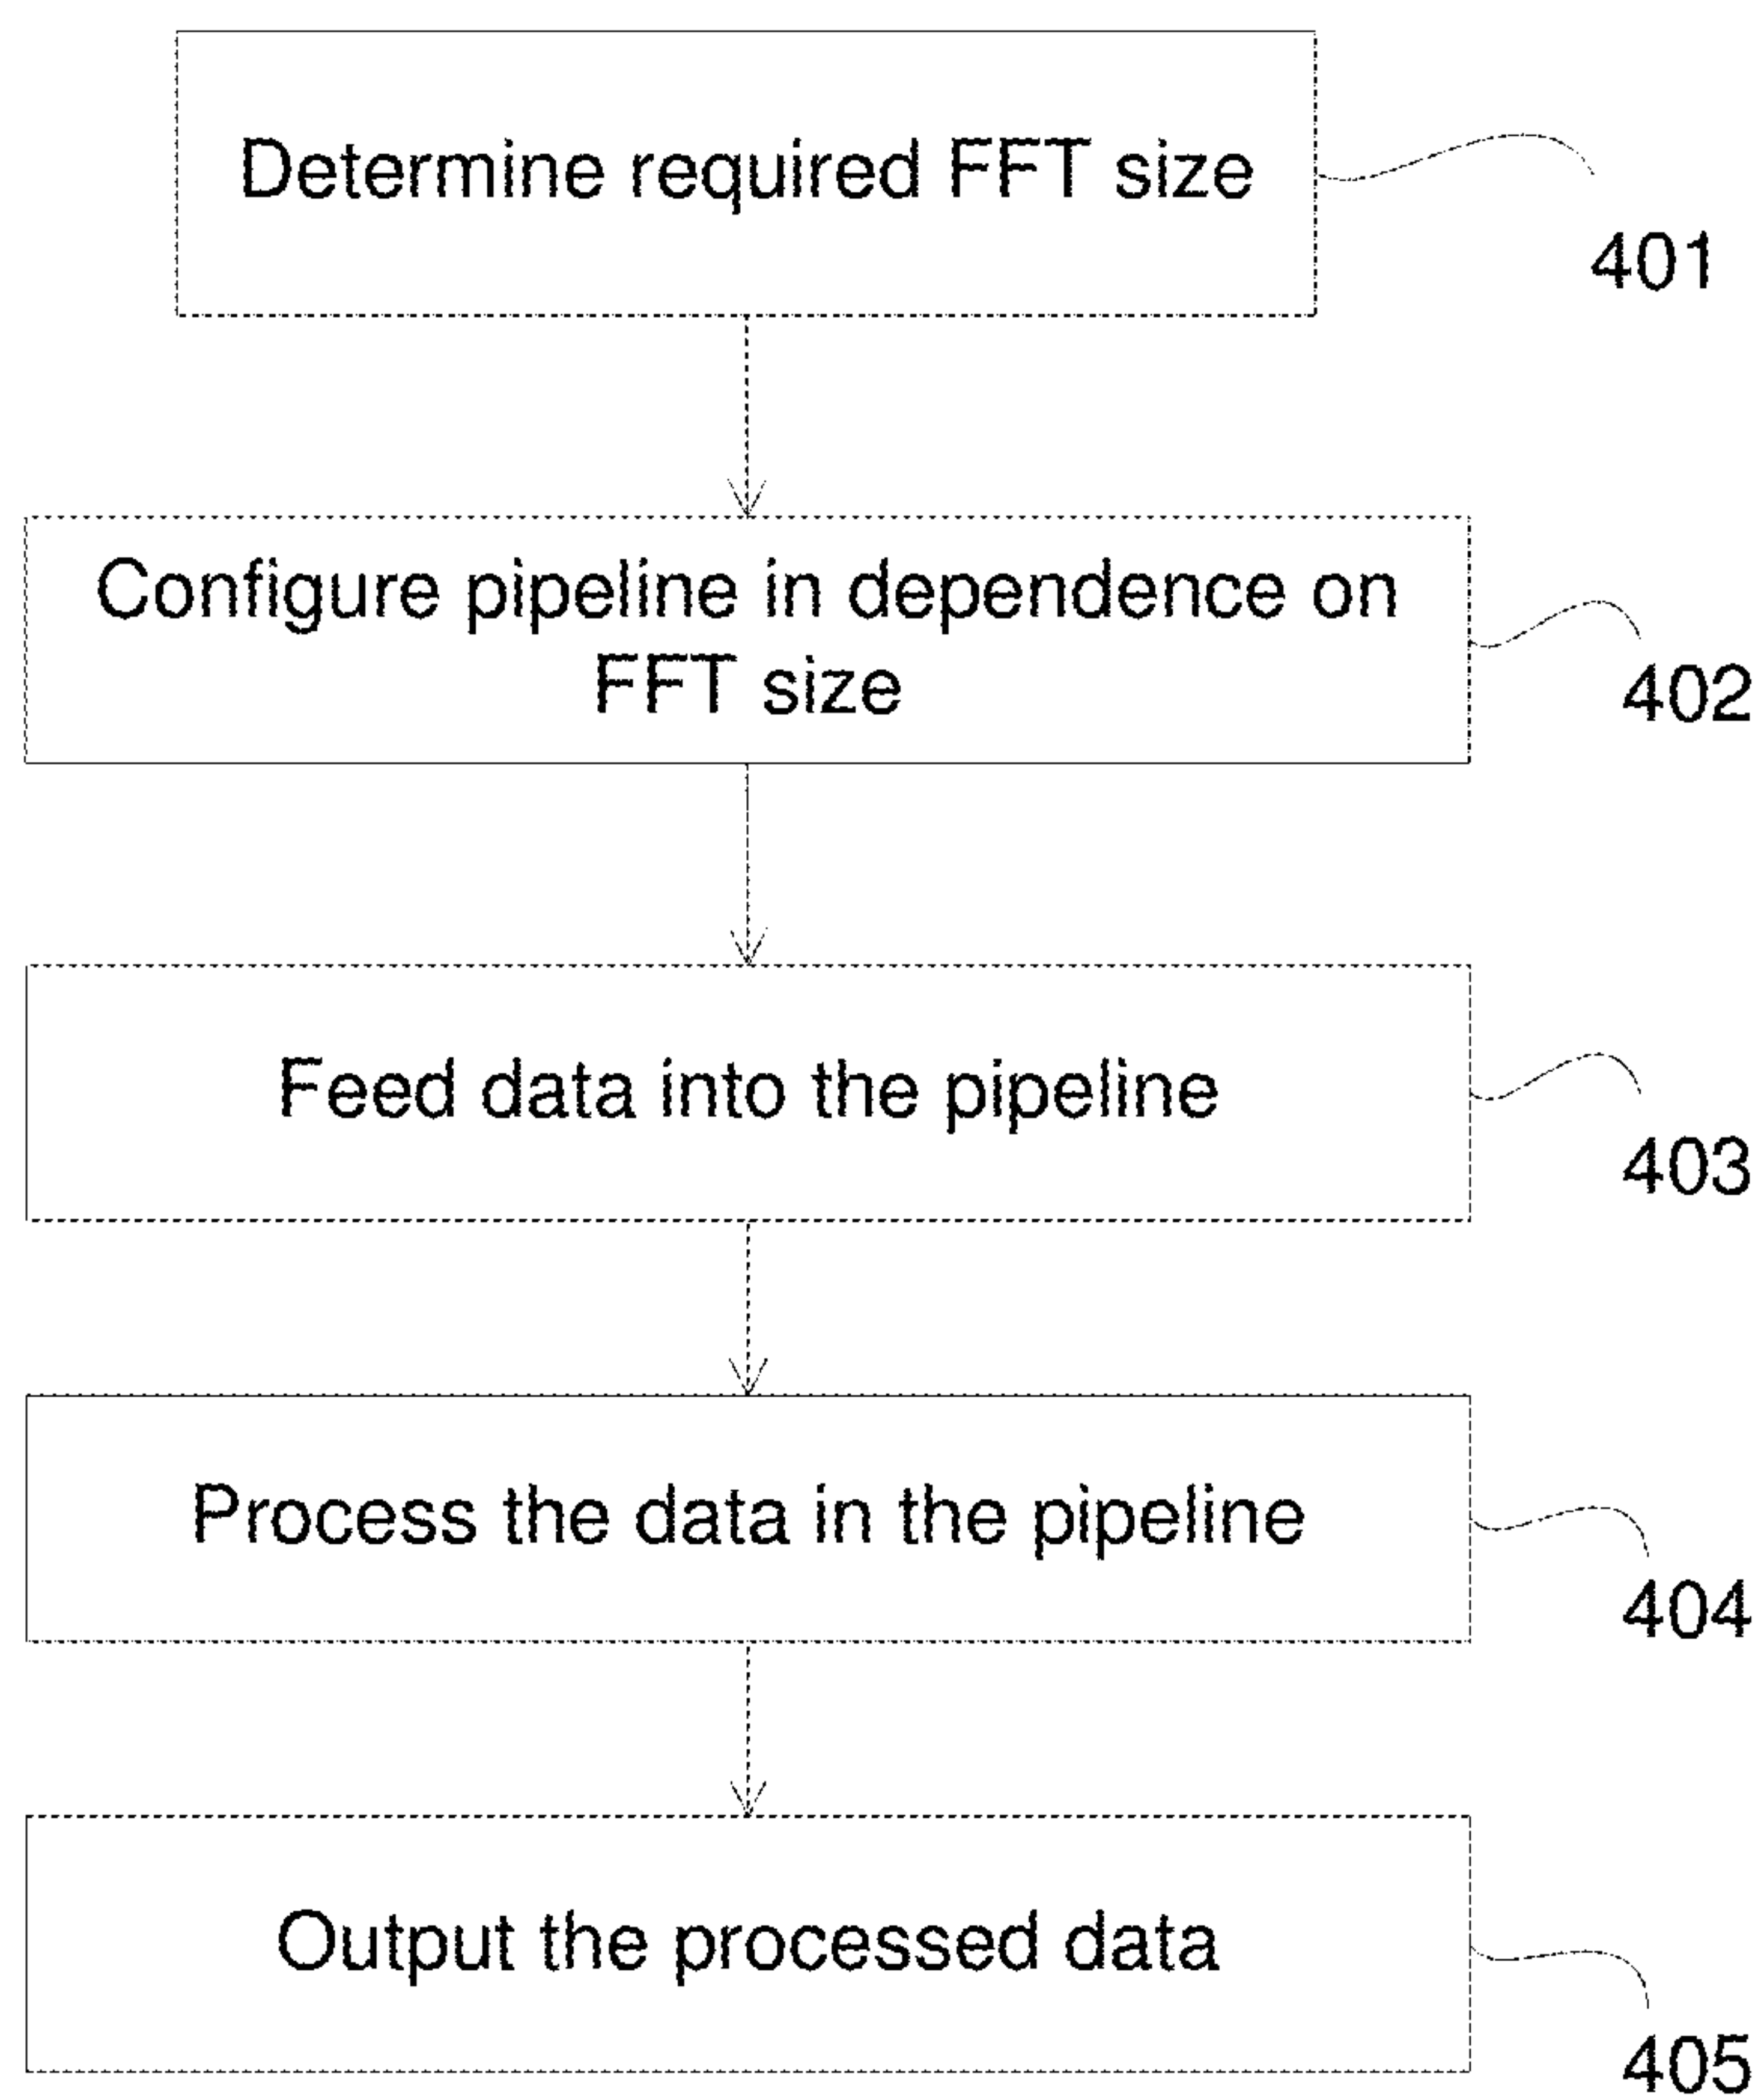 Determine required FFT size
401
Configure pipeline in dependence on
FFT size
402
Feed data into the pipeline
403
Process the data in the pipeline
404
Output the processed data
405